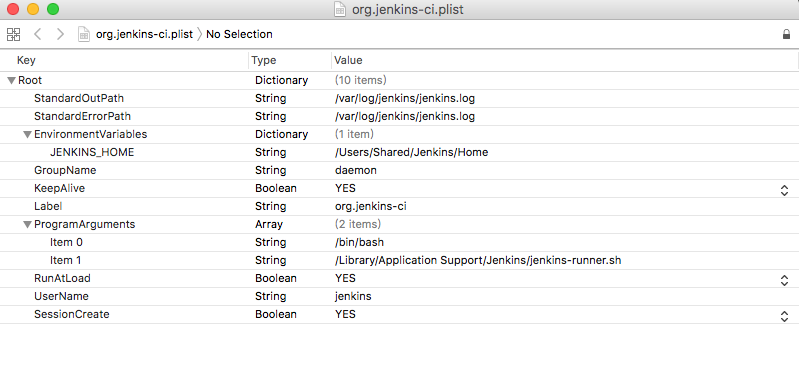 org.jenkins-ci.plist
org.jenkins-ci.plist No Selection
Key Type Value
Root Dictionary (10 items)
StandardOutPath String /var/log/jenkins/jenkins.log
StandardErrorPath String /var/log/jenkins/jenkins.log
EnvironmentVariables Dictionary (1 item)
JENKINS_HOME String /Users/Shared/Jenkins/Home
GroupName String daemon
KeepAlive Boolean YES
Label String org.jenkins-ci
ProgramArguments Array (2 items)
Item 0 String /bin/bash
Item 1 String /Library/Application Support/Jenkins/jenkins-runner.sh
RunAtLoad Boolean YES
UserName String jenkins
SessionCreate Boolean YES